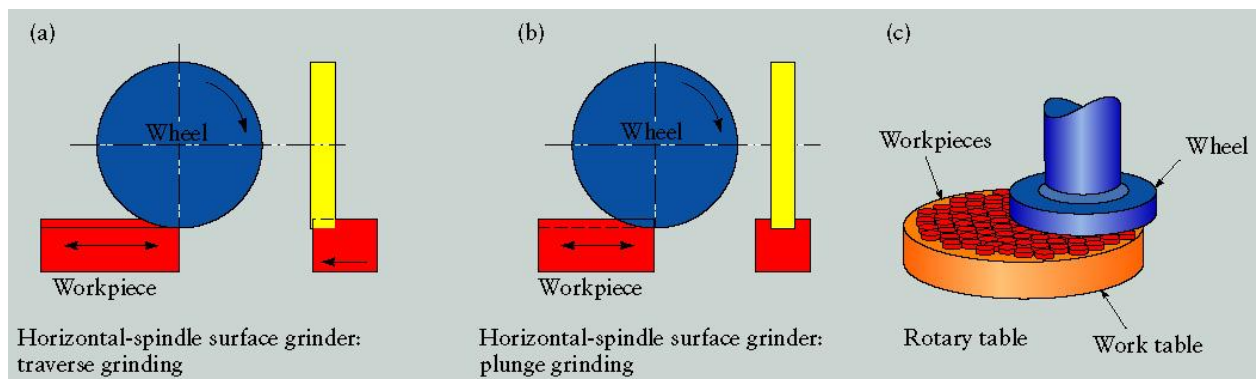 (a)
Wheel
Workpiece
Horizontal-spindle surface grinder:
traverse grinding
(b)
Wheel
Workpiece
Horizontal-spindle surface grinder:
plunge grinding
(c)
Workpieces
Wheel
Rotary table
Work table